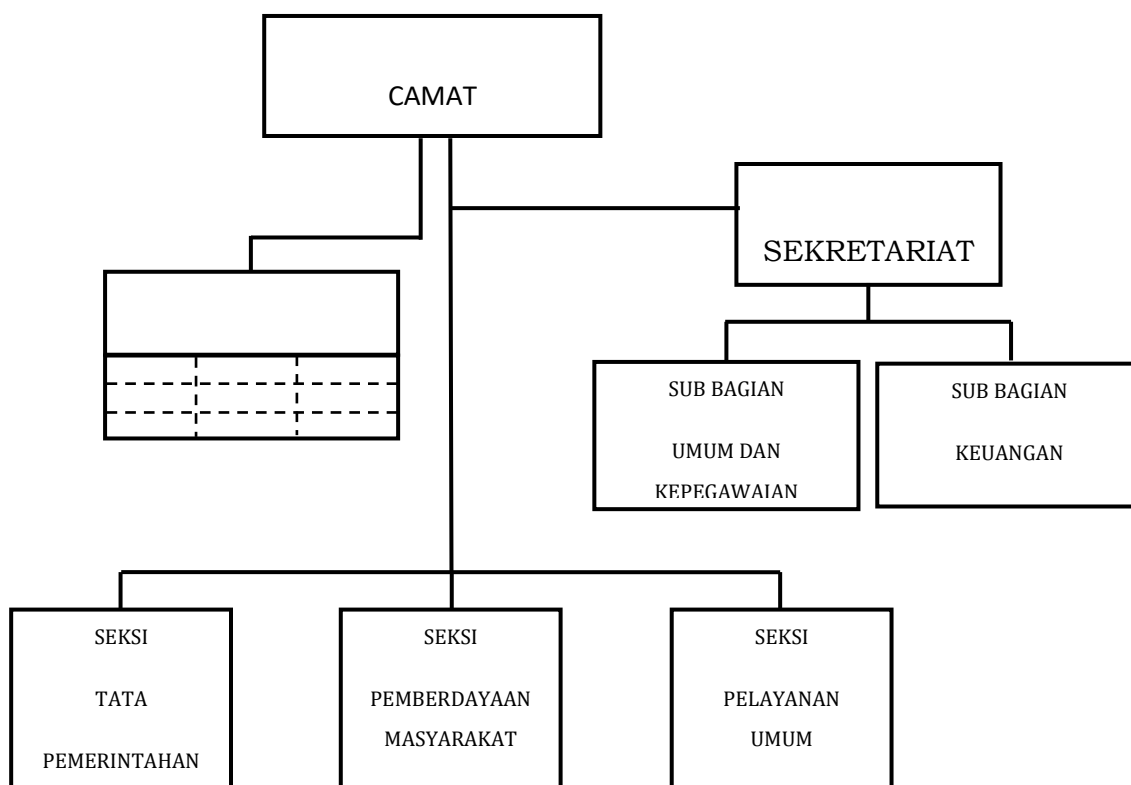 CAMAT
SEKRETARIAT
SUB BAGIAN
UMUM DAN
KEPEGAWAIAN
SUB BAGIAN
KEUANGAN
SEKSI
TATA
PEMERINTAHAN
SEKSI
PEMBERDAYAAN
MASYARAKAT
SEKSI
PELAYANAN
UMUM